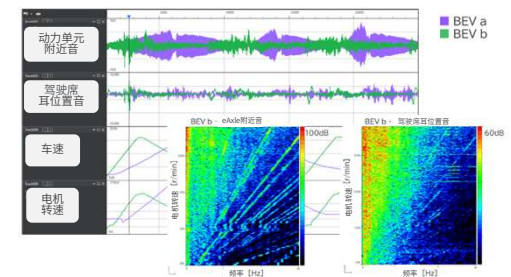 动力单元
附近音
驾驶席
耳位置音
车速
电机
转速
BEV a
BEV b
BEV b - eAxle附近音
100dB
电机转速 [r/min]
频率 [Hz]
BEV b - 驾驶席耳位置音
60dB
电机转速 [r/min]
频率 [Hz]